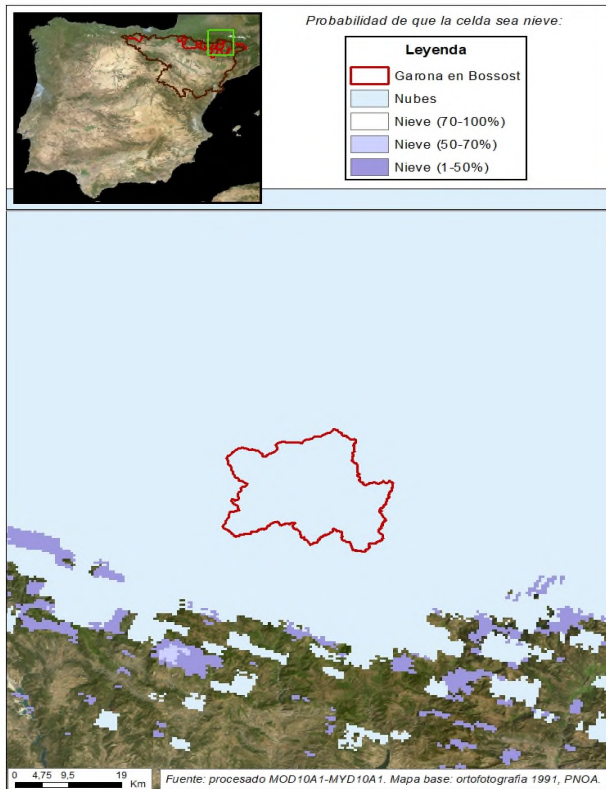 Probabilidad de que la celda sea nieve:
Leyenda
Garona en Bossost
Nubes
Nieve (70-100%)
Nieve (50-70%)
Nieve (1-50%)
0 4,75 9,5 19
Km
Fuente: procesado MOD10A1-MYD10A1. Mapa base: ortofotografia 1991, PNOA.